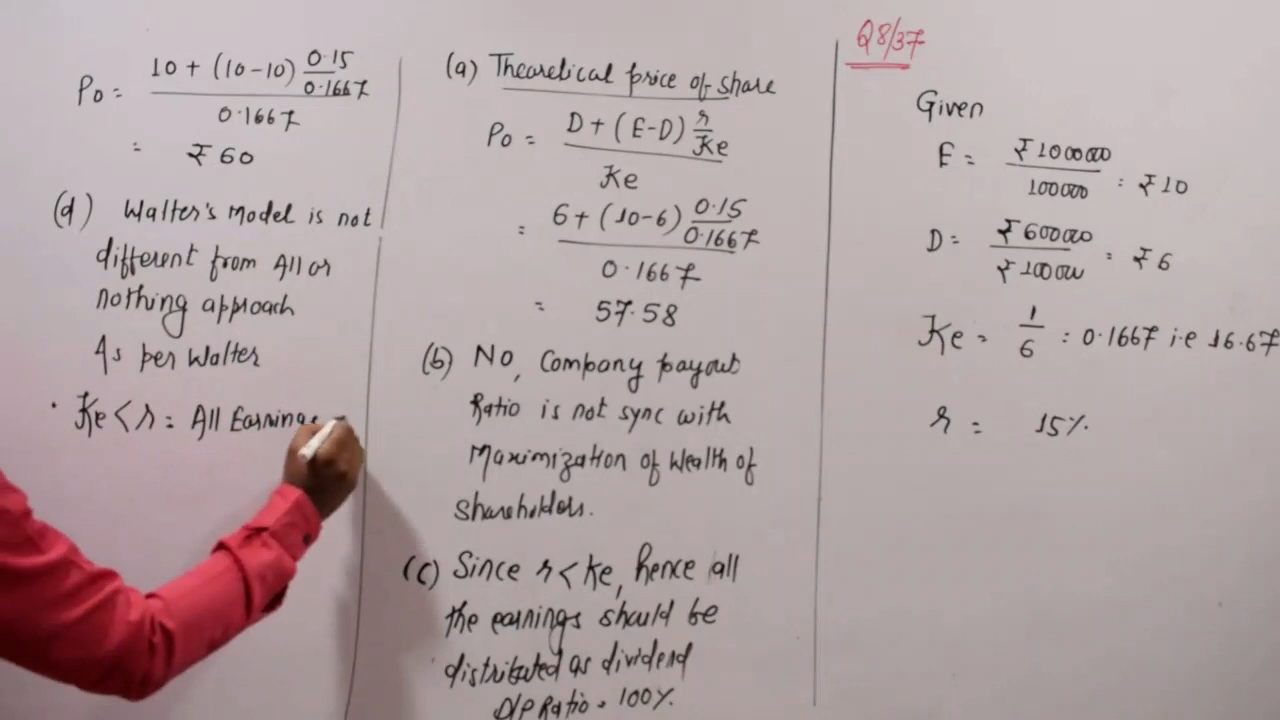 Q8/37
Given
E = ₹1000000 / 100000 = ₹10
D = ₹600000 / ₹100000 = ₹6
Ke = 1/6 = 0.1667 i.e 16.67
r = 15%
(a) Theoretical price of share
Po = D + (E-D) r/Ke / Ke
= 6 + (10-6) 0.15/0.1667 / 0.1667
= 57.58
(b) No, Company payout
Ratio is not sync with
Maximization of Wealth of
Shareholders.
(c) Since r < Ke, hence all
the earnings should be
distributed as dividend
D/P Ratio = 100%
Po = 10 + (10-10) 0.15/0.1667 / 0.1667
= ₹60
(d) Walter's Model is not
different from All or
nothing approach
As per Walter
• Ke < r = All Earnings